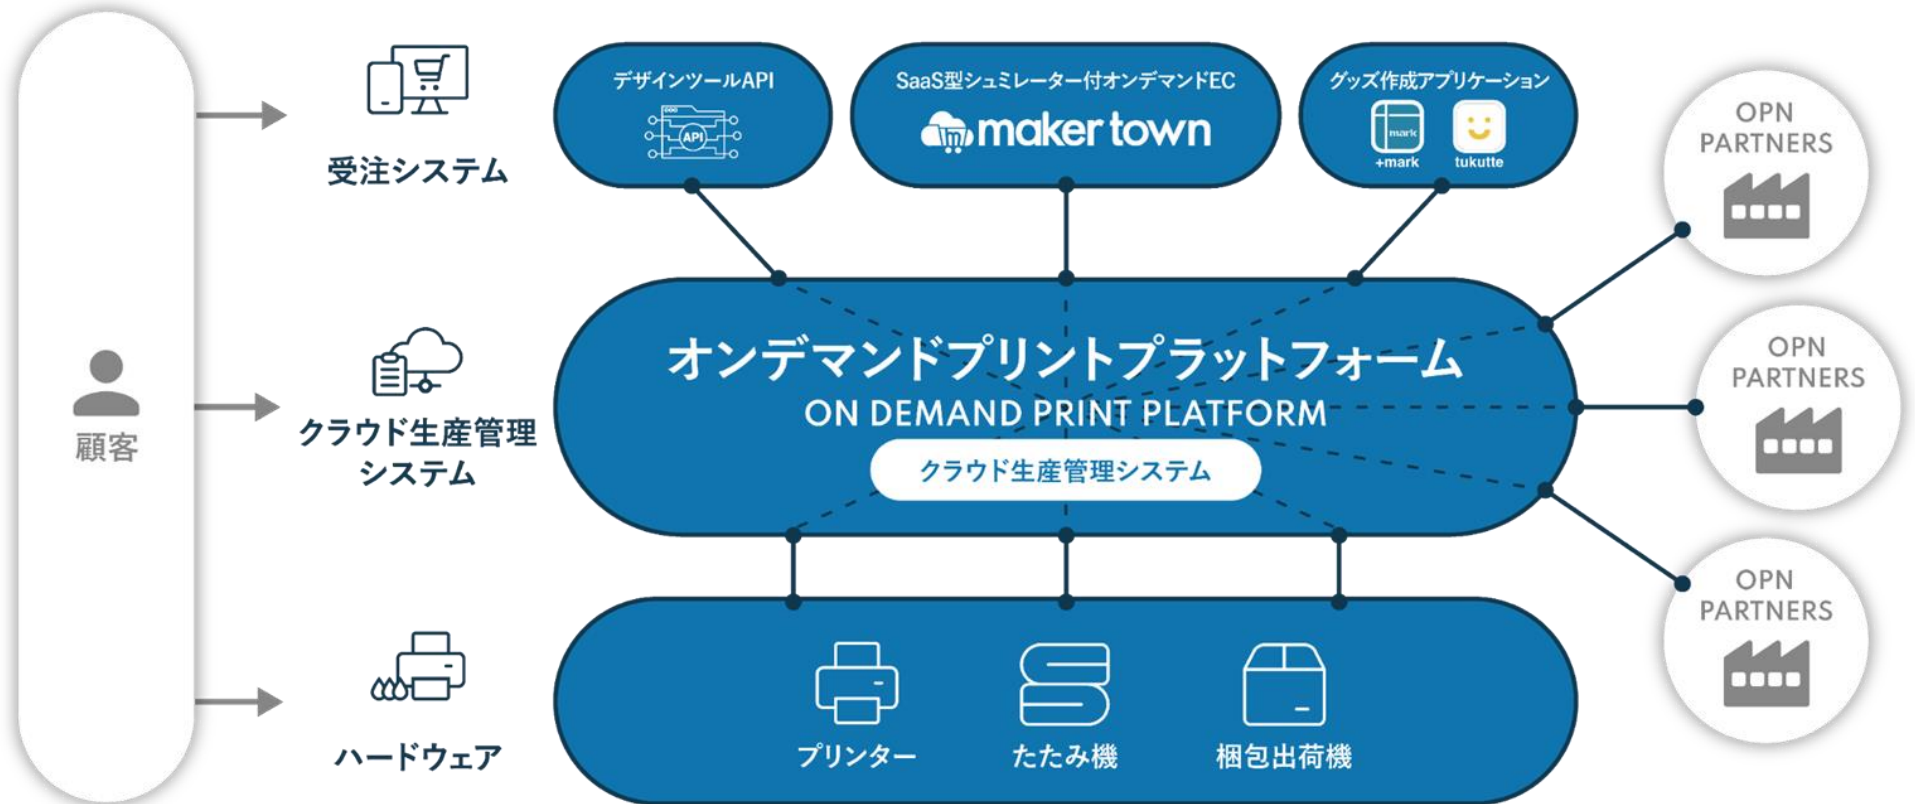 顧客
受注システム
デザインツールAPI
API
SaaS型シュミレーター付オンデマンドEC
m maker town
グッズ作成アプリケーション
mark
+mark
tukutte
OPN
PARTNERS
クラウド生産管理
システム
オンデマンドプリントプラットフォーム
ON DEMAND PRINT PLATFORM
クラウド生産管理システム
OPN
PARTNERS
ハードウェア
プリンター
たたみ機
梱包出荷機
OPN
PARTNERS